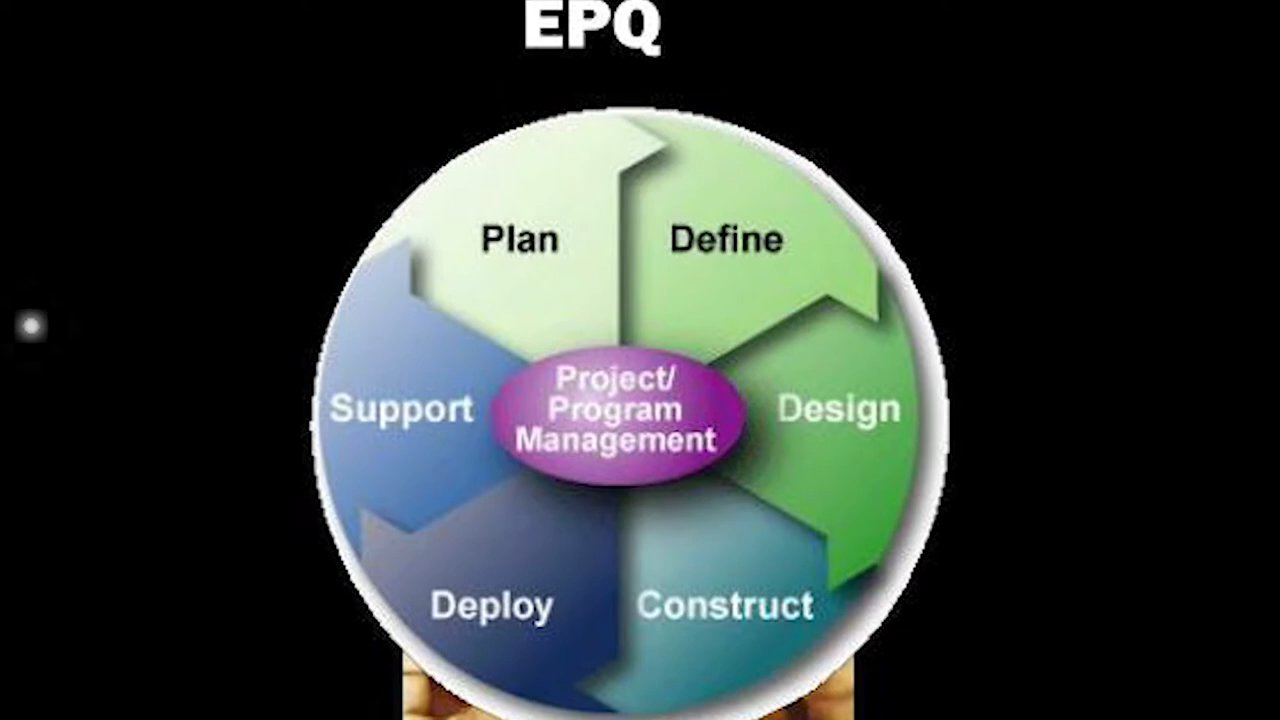 EPQ
Plan
Define
Project/
Program
Management
Support
Design
Deploy
Construct